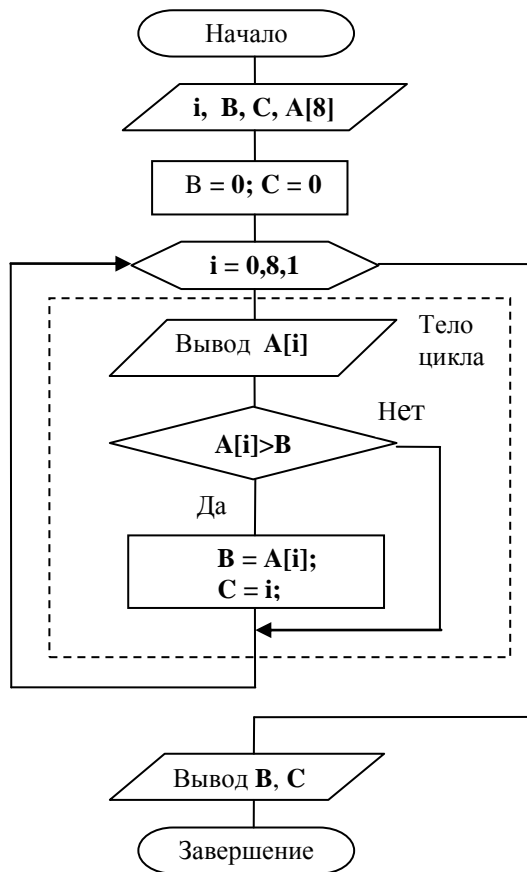 Начало
i, B, C, A[8]
B = 0; C = 0
i = 0,8,1
Тело
цикла
Вывод A[i]
Нет
A[i]>B
Да
B = A[i];
C = i;
Вывод B, C
Завершение